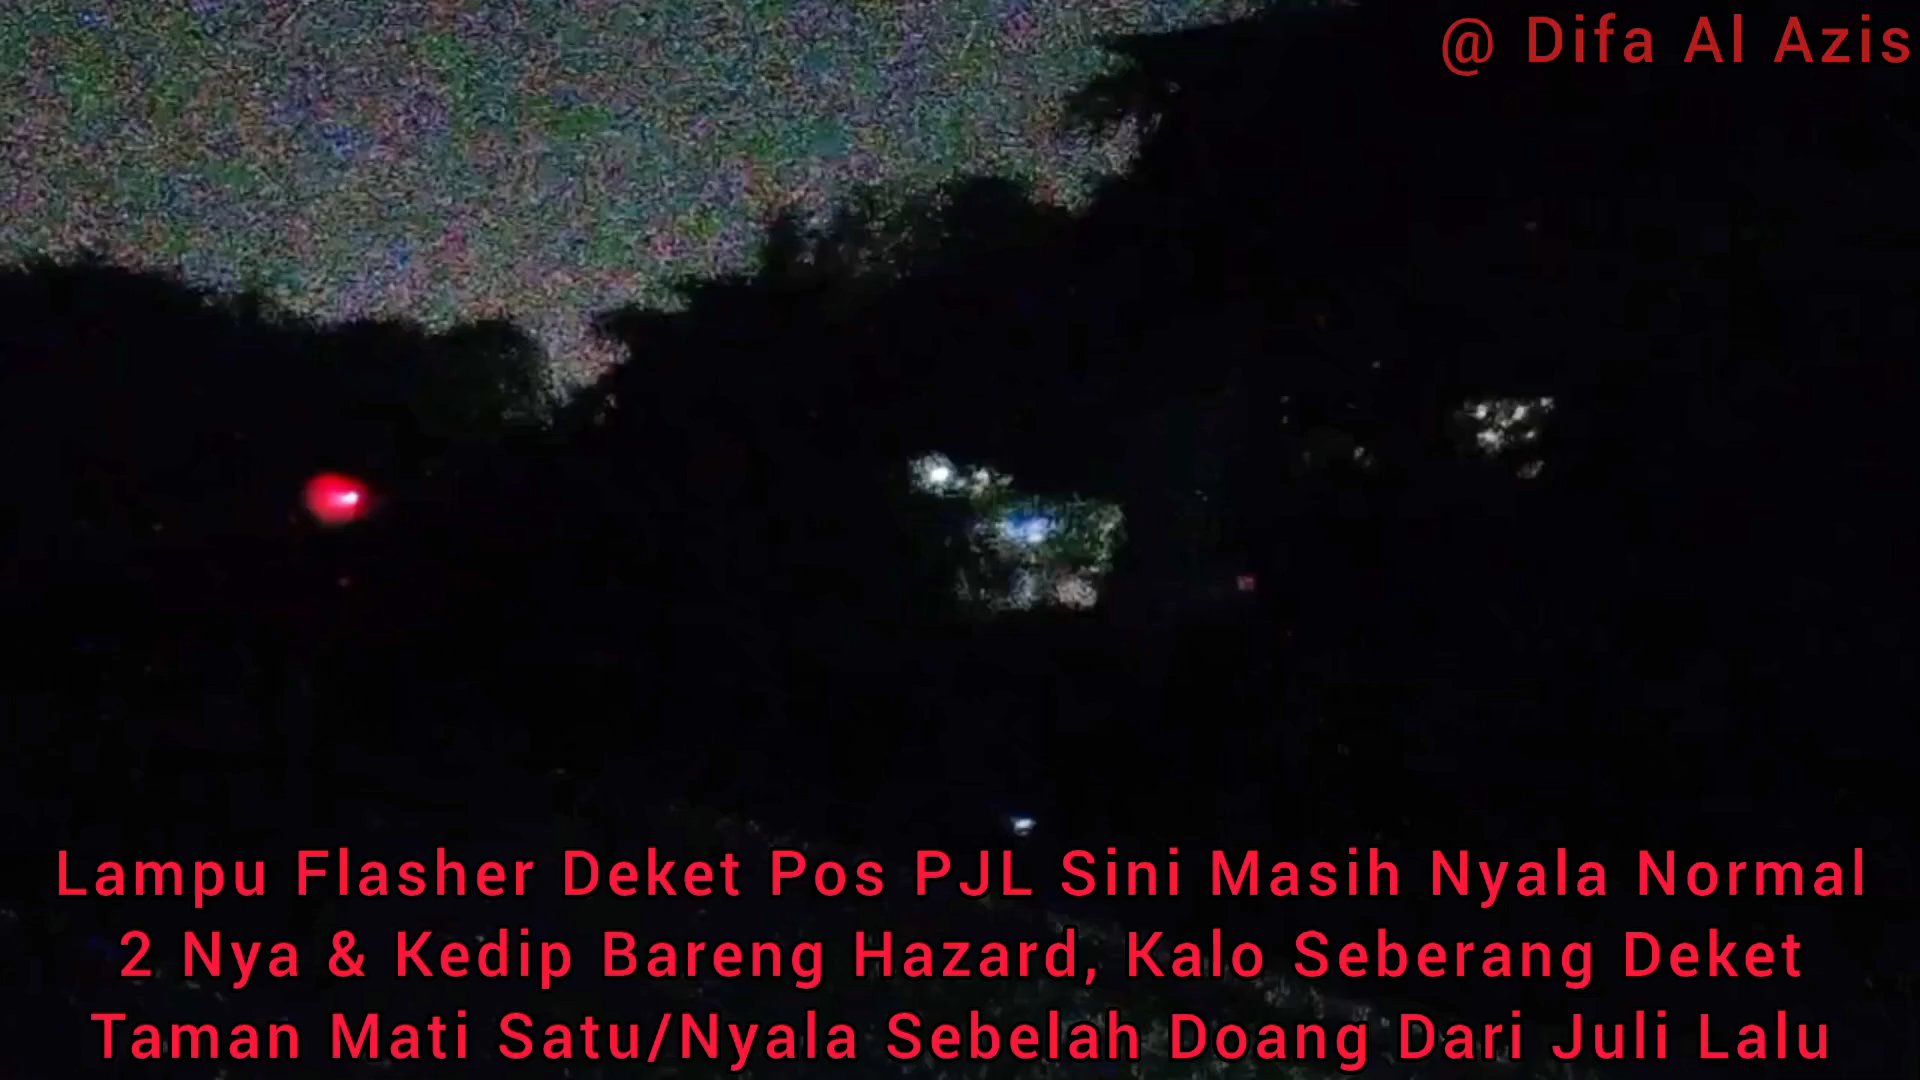 @ Difa Al Azis
Lampu Flasher Deket Pos PJL Sini Masih Nyala Normal
2 Nya & Kedip Bareng Hazard, Kalo Seberang Deket
Taman Mati Satu/Nyala Sebelah Doang Dari Juli Lalu